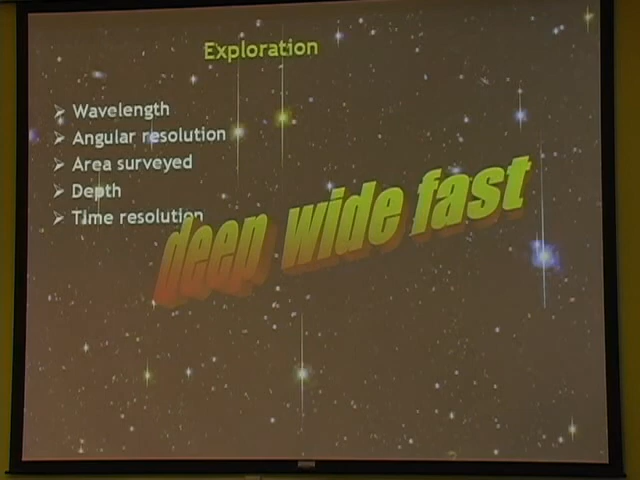 Exploration
Wavelength
Angular resolution
Area surveyed
Depth
Time resolution
deep wide fast